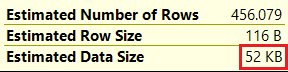 Estimated Number of Rows 456.079
Estimated Row Size 116 B
Estimated Data Size 52 KB